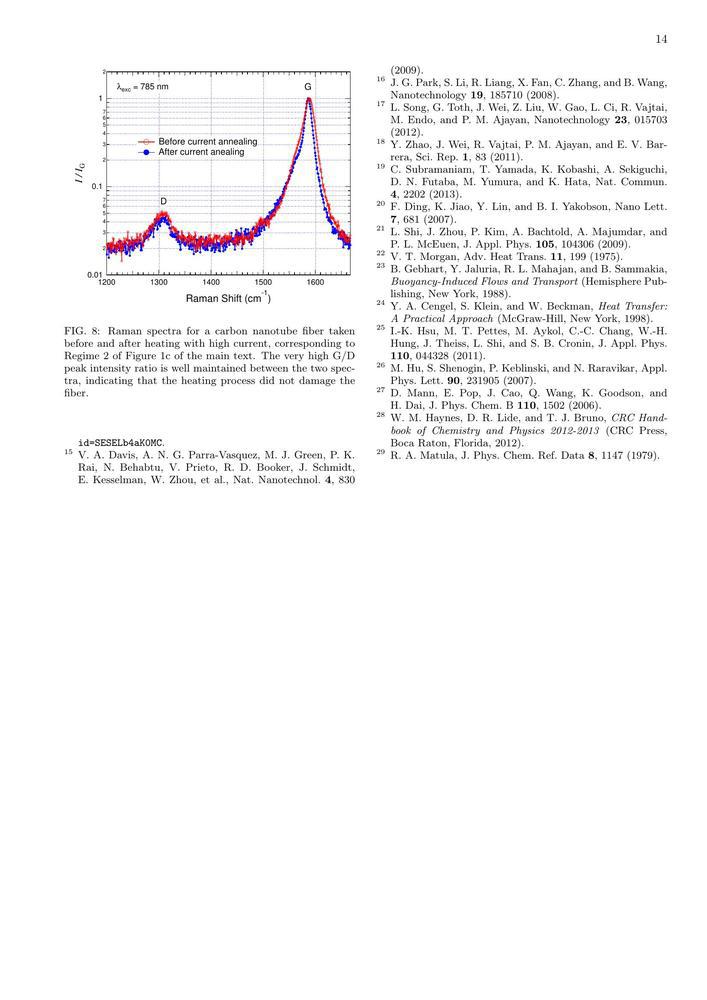 14
λexc = 785 nm
G
Before current annealing
After current anealing
D
I/IG
2
1
7
6
5
4
3
2
0.1
7
6
5
4
3
2
0.01
1200
1300
1400
1500
1600
Raman Shift (cm-1)
FIG. 8: Raman spectra for a carbon nanotube fiber taken
before and after heating with high current, corresponding to
Regime 2 of Figure 1c of the main text. The very high G/D
peak intensity ratio is well maintained between the two spec-
tra, indicating that the heating process did not damage the
fiber.
id=SESELb4aK0MC.
15 V. A. Davis, A. N. G. Parra-Vasquez, M. J. Green, P. K.
Rai, N. Behabtu, V. Prieto, R. D. Booker, J. Schmidt,
E. Kesselman, W. Zhou, et al., Nat. Nanotechnol. 4, 830
(2009).
16 J. G. Park, S. Li, R. Liang, X. Fan, C. Zhang, and B. Wang,
Nanotechnology 19, 185710 (2008).
17 L. Song, G. Toth, J. Wei, Z. Liu, W. Gao, L. Ci, R. Vajtai,
M. Endo, and P. M. Ajayan, Nanotechnology 23, 015703
(2012).
18 Y. Zhao, J. Wei, R. Vajtai, P. M. Ajayan, and E. V. Bar-
rera, Sci. Rep. 1, 83 (2011).
19 C. Subramaniam, T. Yamada, K. Kobashi, A. Sekiguchi,
D. N. Futaba, M. Yumura, and K. Hata, Nat. Commun.
4, 2202 (2013).
20 F. Ding, K. Jiao, Y. Lin, and B. I. Yakobson, Nano Lett.
7, 681 (2007).
21 L. Shi, J. Zhou, P. Kim, A. Bachtold, A. Majumdar, and
P. L. McEuen, J. Appl. Phys. 105, 104306 (2009).
22 V. T. Morgan, Adv. Heat Trans. 11, 199 (1975).
23 B. Gebhart, Y. Jaluria, R. L. Mahajan, and B. Sammakia,
Buoyancy-Induced Flows and Transport (Hemisphere Pub-
lishing, New York, 1988).
24 Y. A. Cengel, S. Klein, and W. Beckman, Heat Transfer:
A Practical Approach (McGraw-Hill, New York, 1998).
25 I.-K. Hsu, M. T. Pettes, M. Aykol, C.-C. Chang, W.-H.
Hung, J. Theiss, L. Shi, and S. B. Cronin, J. Appl. Phys.
110, 044328 (2011).
26 M. Hu, S. Shenogin, P. Keblinski, and N. Raravikar, Appl.
Phys. Lett. 90, 231905 (2007).
27 D. Mann, E. Pop, J. Cao, Q. Wang, K. Goodson, and
H. Dai, J. Phys. Chem. B 110, 1502 (2006).
28 W. M. Haynes, D. R. Lide, and T. J. Bruno, CRC Hand-
book of Chemistry and Physics 2012-2013 (CRC Press,
Boca Raton, Florida, 2012).
29 R. A. Matula, J. Phys. Chem. Ref. Data 8, 1147 (1979).